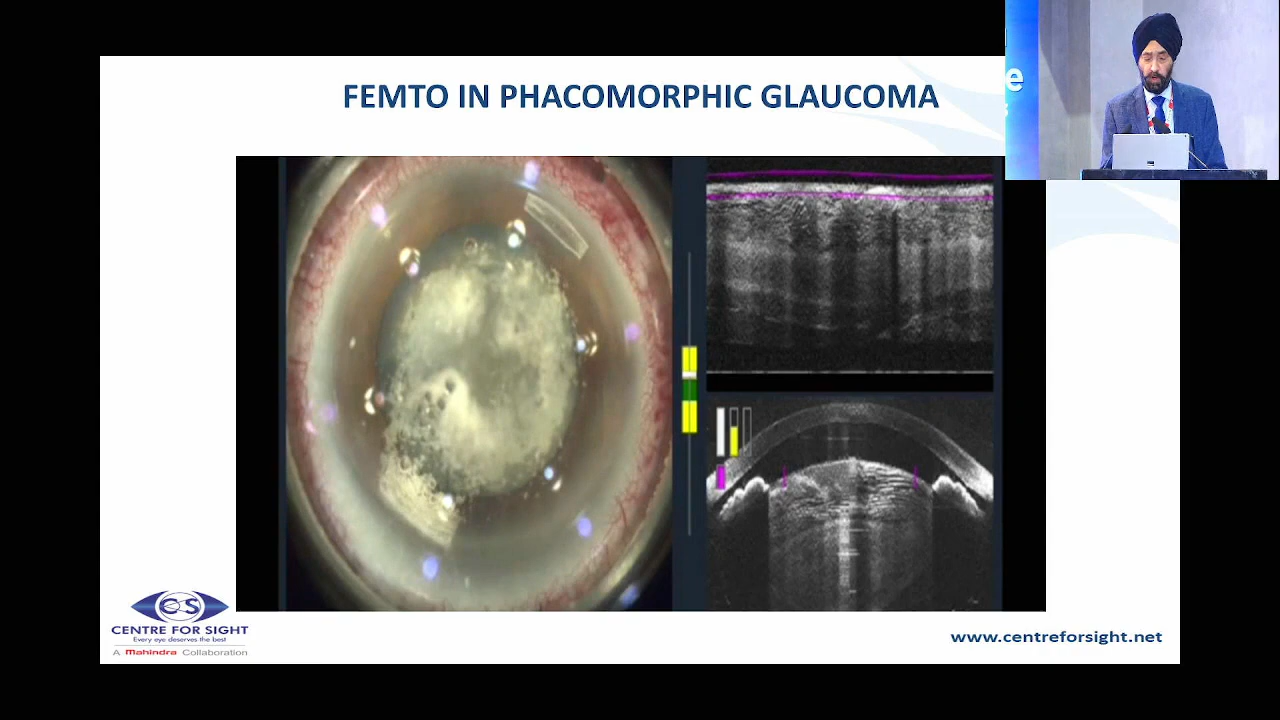 FEMTO IN PHACOMORPHIC GLAUCOMA
e
CENTRE FOR SIGHT
Every eye deserves the best
A Mahindra Collaboration
www.centreforsight.net